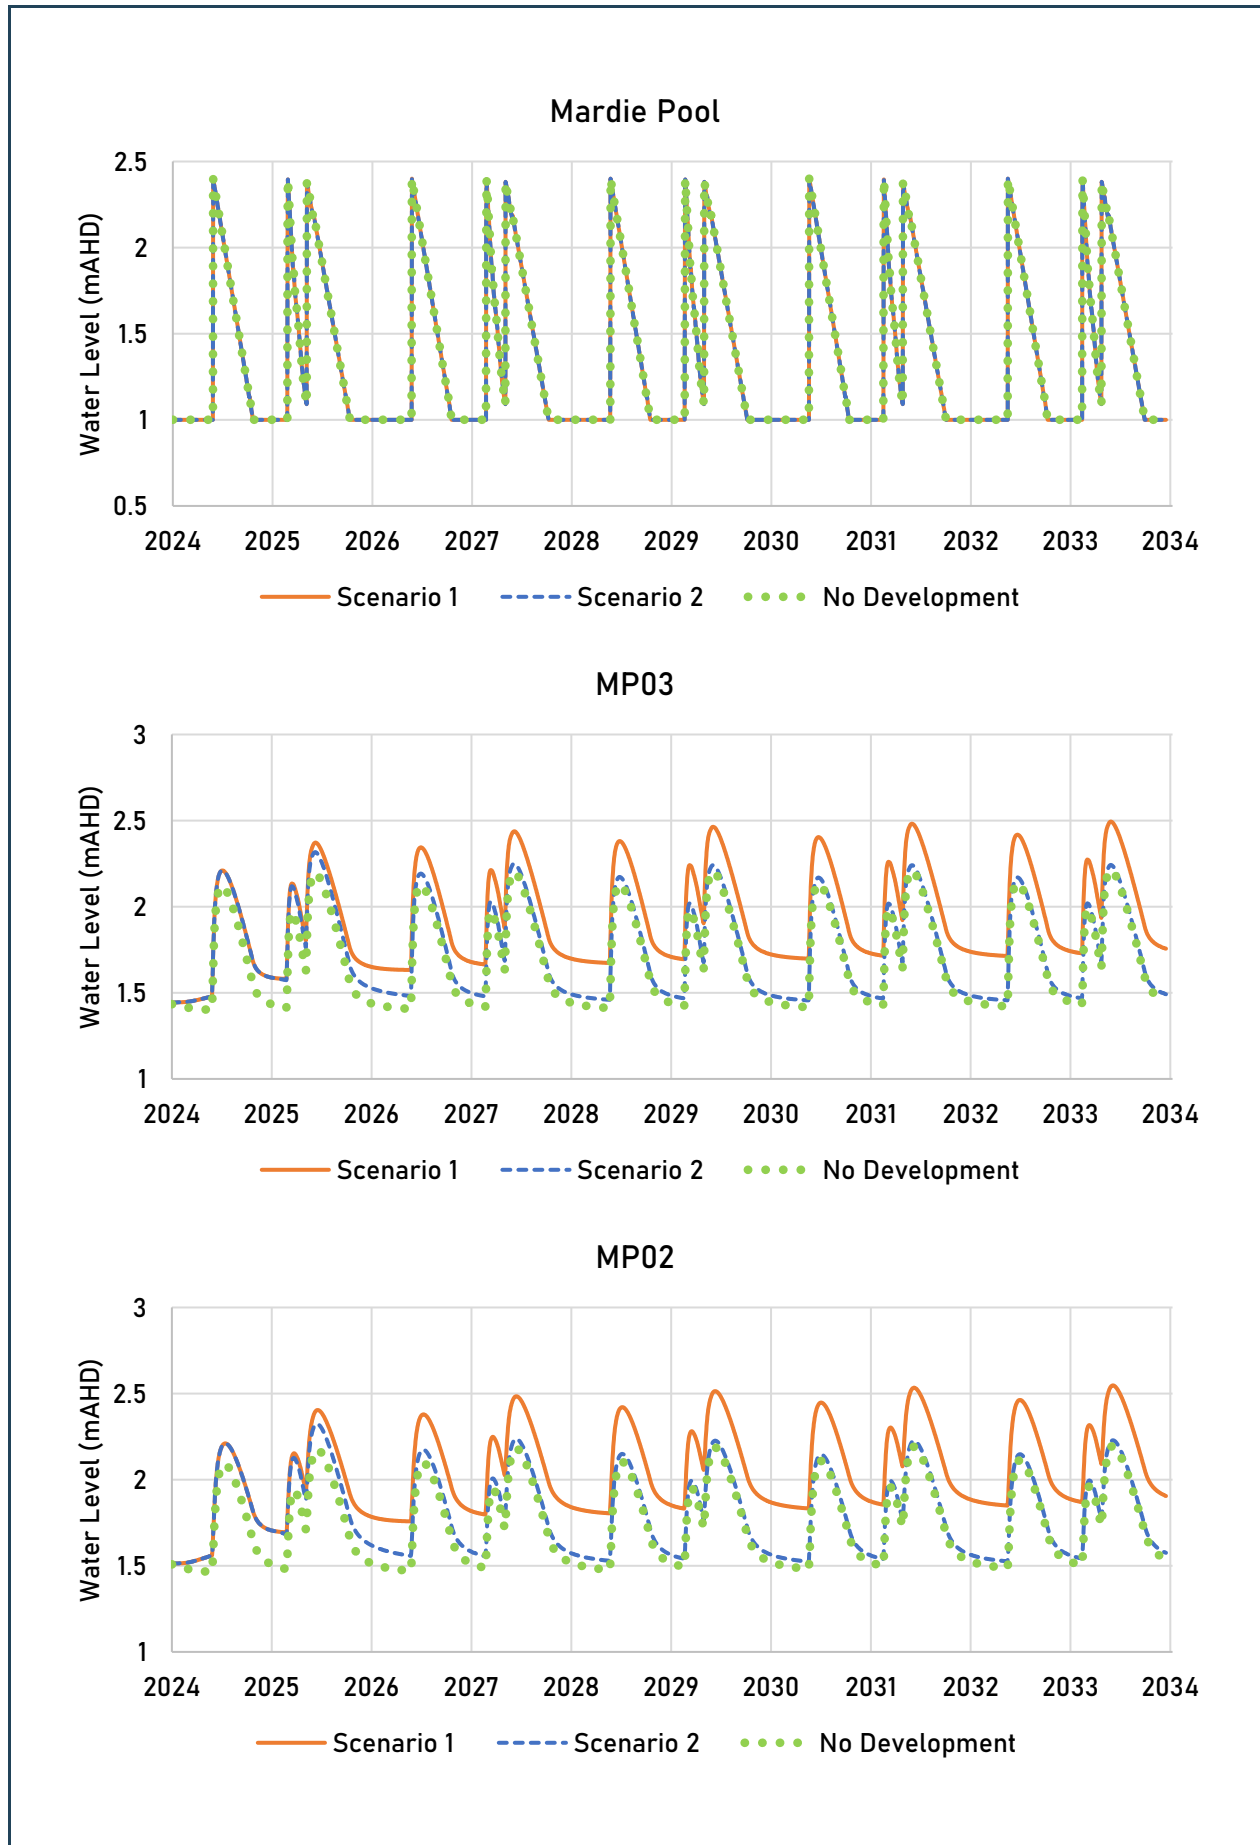 Mardie Pool
Water Level (mAHD)
2.5
2
1.5
1
0.5
2024 2025 2026 2027 2028 2029 2030 2031 2032 2033 2034
Scenario 1 Scenario 2 No Development
MP03
Water Level (mAHD)
3
2.5
2
1.5
1
2024 2025 2026 2027 2028 2029 2030 2031 2032 2033 2034
Scenario 1 Scenario 2 No Development
MP02
Water Level (mAHD)
3
2.5
2
1.5
1
2024 2025 2026 2027 2028 2029 2030 2031 2032 2033 2034
Scenario 1 Scenario 2 No Development